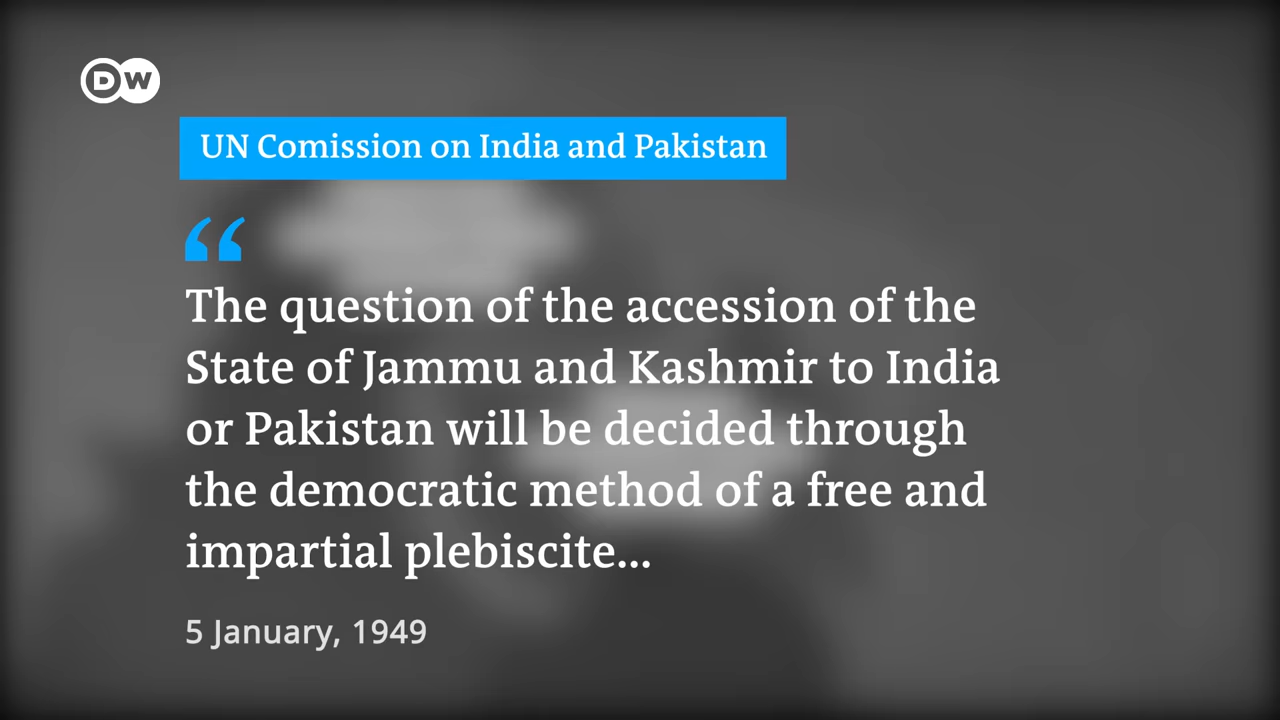 DW
UN Comission on India and Pakistan
“
The question of the accession of the
State of Jammu and Kashmir to India
or Pakistan will be decided through
the democratic method of a free and
impartial plebiscite...
5 January, 1949